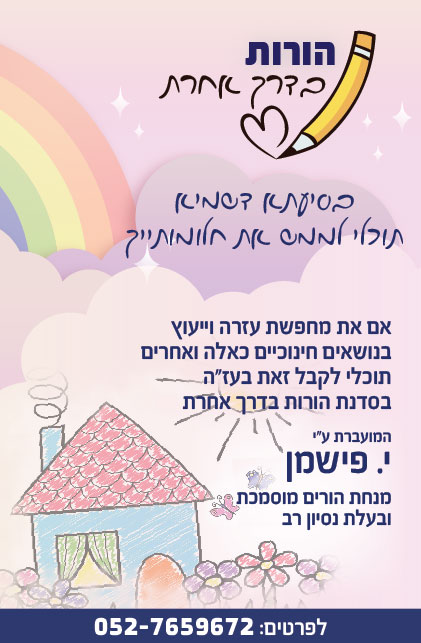 הורות
בדרך אחרת
בסיעתא דשמיא
תוכלי לממש את חלומותייך
אם את מחפשת עזרה וייעוץ
בנושאים חינוכיים כאלה ואחרים
תוכלי לקבל זאת בעז"ה
בסדנת הורות בדרך אחרת
המועברת ע"י
י. פישמן
מנחת הורים מוסמכת
ובעלת נסיון רב
לפרטים: 052-7659672